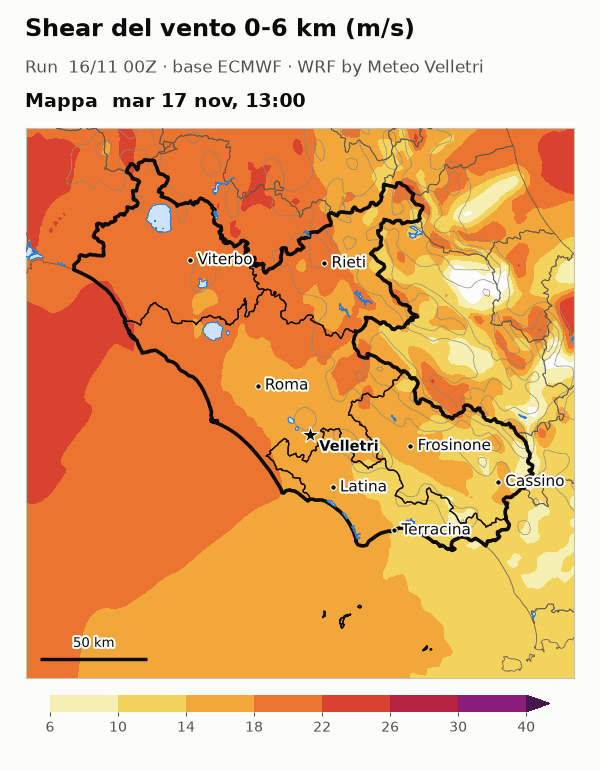 Shear del vento 0-6 km (m/s)
Run  16/11 00Z · base ECMWF · WRF by Meteo Velletri
Mappa  mar 17 nov, 13:00
Viterbo
Rieti
Roma
Velletri
Frosinone
Latina
Cassino
Terracina
50 km
6 10 14 18 22 26 30 40